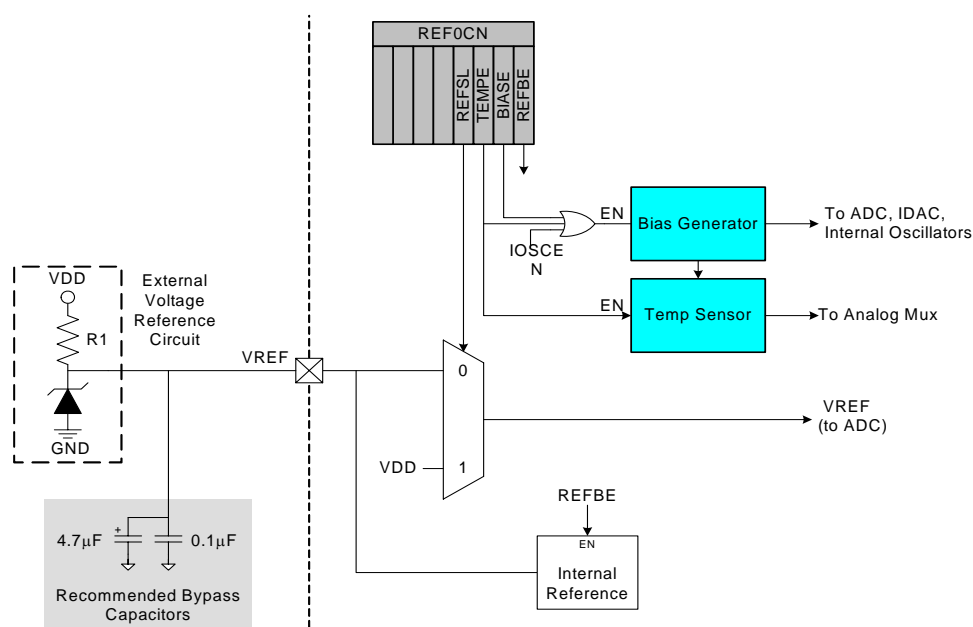 REF0CN
REFSL
TEMPE
BIASE
REFBE
EN
Bias Generator
To ADC, IDAC,
Internal Oscillators
IOSCE
N
EN
Temp Sensor
To Analog Mux
VDD
R1
GND
External
Voltage
Reference
Circuit
VREF
0
1
VDD
VREF
(to ADC)
REFBE
EN
Internal
Reference
4.7μF
+
0.1μF
Recommended Bypass
Capacitors